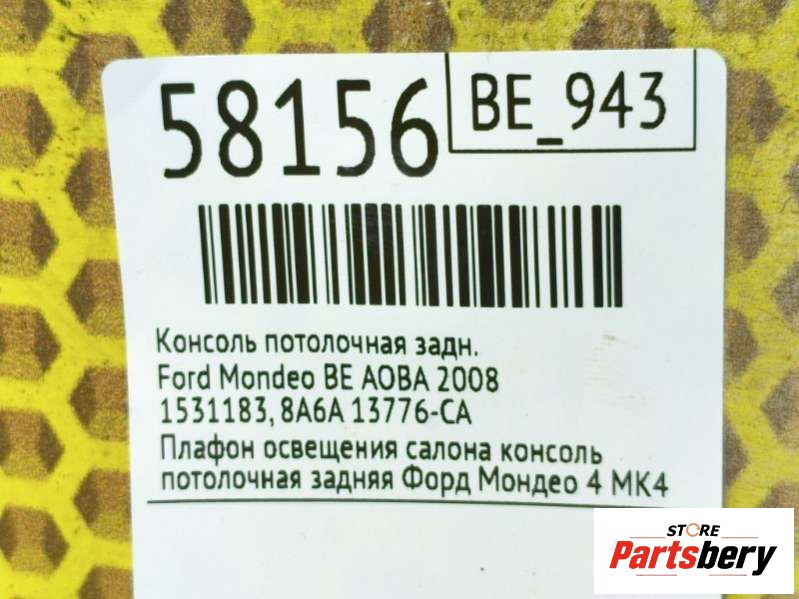 58156
BE_943
Консоль потолочная задн.
Ford Mondeo BE AOBA 2008
1531183, 8A6A 13776-CA
Плафон освещения салона консоль
потолочная задняя Форд Мондео 4 МК4
STORE
Partsbery